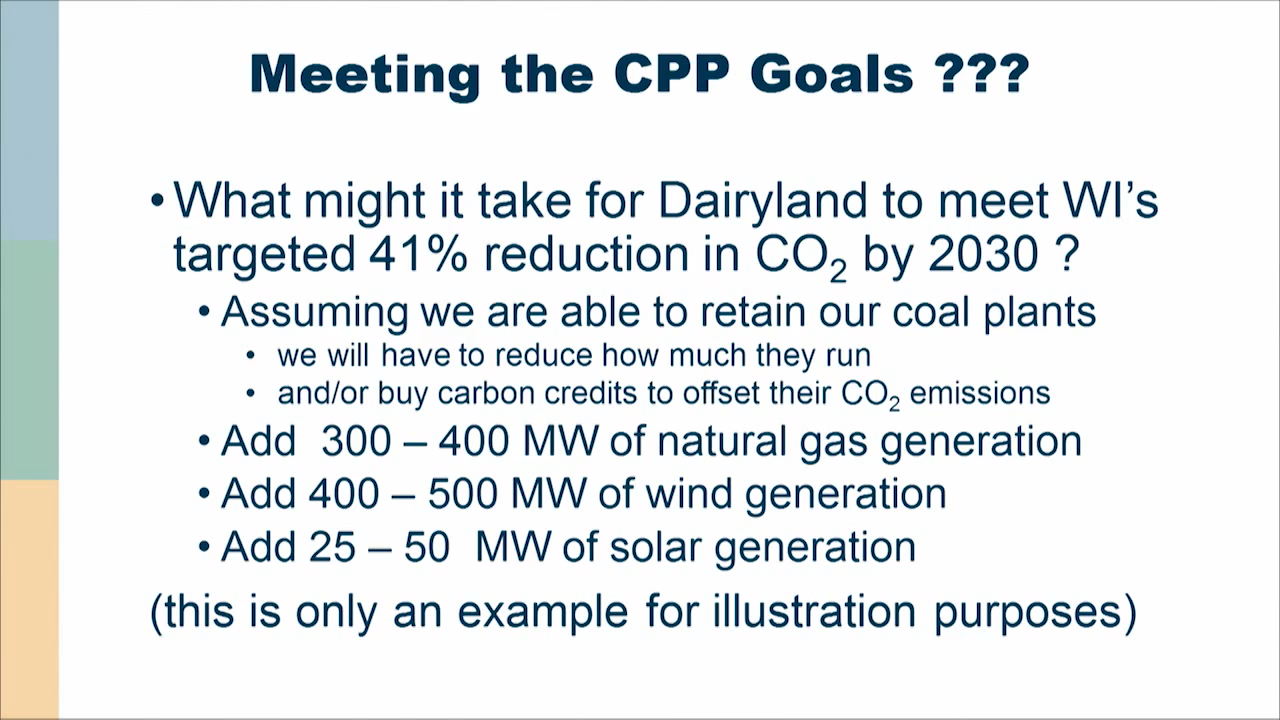 Meeting the CPP Goals ???
• What might it take for Dairyland to meet WI’s
targeted 41% reduction in CO₂ by 2030 ?
• Assuming we are able to retain our coal plants
• we will have to reduce how much they run
• and/or buy carbon credits to offset their CO₂ emissions
• Add 300 – 400 MW of natural gas generation
• Add 400 – 500 MW of wind generation
• Add 25 – 50 MW of solar generation
(this is only an example for illustration purposes)